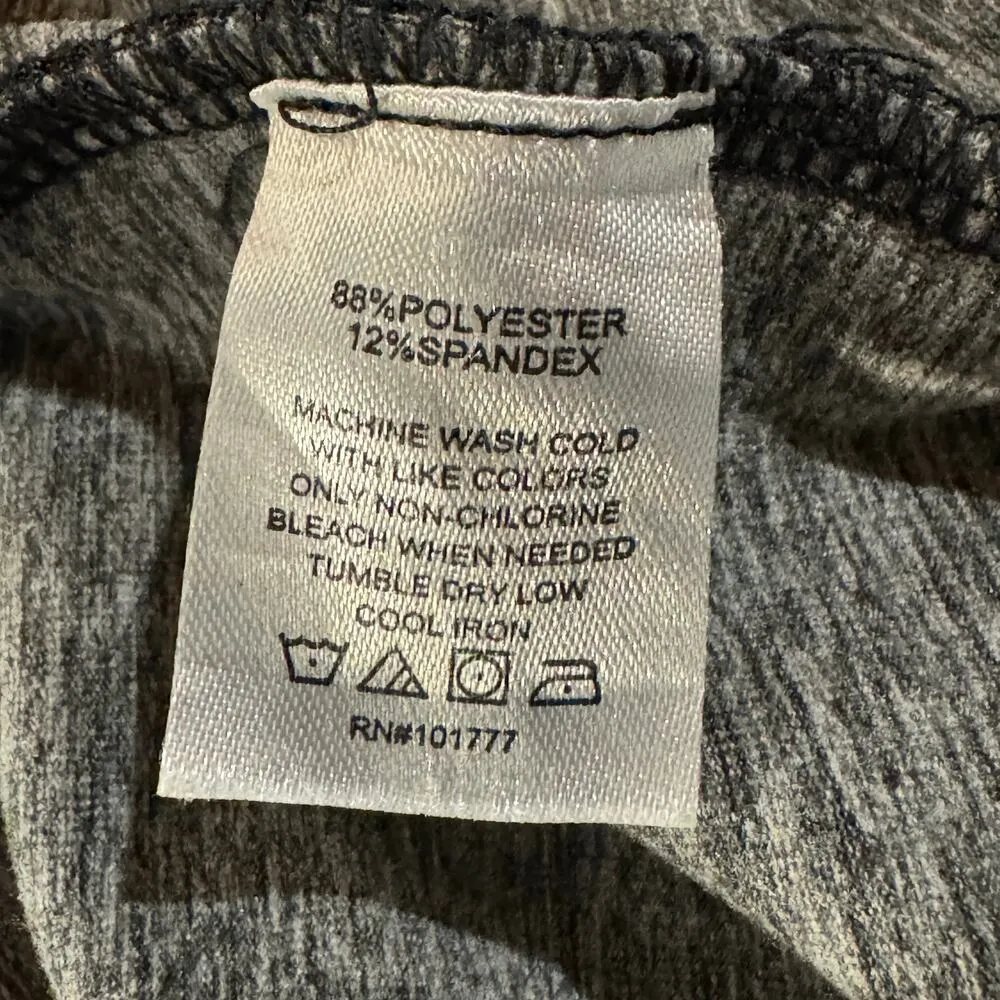 88%POLYESTER
12%SPANDEX
MACHINE WASH COLD
WITH LIKE COLORS
ONLY NON-CHLORINE
BLEACH WHEN NEEDED
TUMBLE DRY LOW
COOL IRON
RN#101777